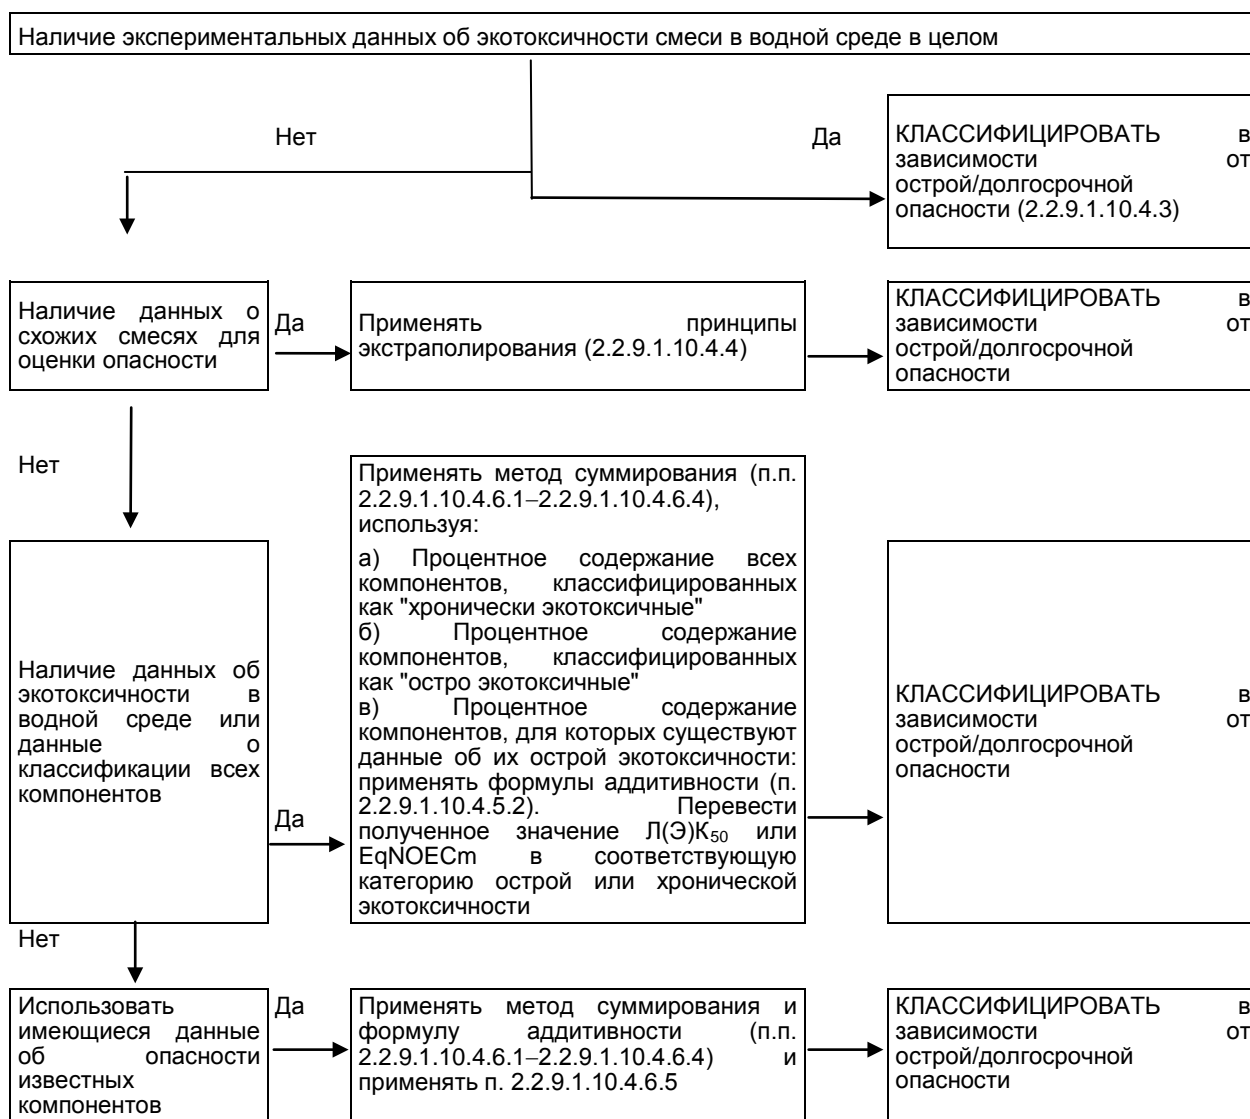 Наличие экспериментальных данных об экотоксичности смеси в водной среде в целом
Нет
Да
КЛАССИФИЦИРОВАТЬ в
зависимости от
острой/долгосрочной
опасности (2.2.9.1.10.4.3)
Наличие данных о
схожих смесях для
оценки опасности
Да
Применять принципы
экстраполирования (2.2.9.1.10.4.4)
КЛАССИФИЦИРОВАТЬ в
зависимости от
острой/долгосрочной
опасности
Нет
Наличие данных об
экотоксичности в
водной среде или
данные о
классификации всех
компонентов
Да
Применять метод суммирования (п.п.
2.2.9.1.10.4.6.1–2.2.9.1.10.4.6.4),
используя:
а) Процентное содержание всех
компонентов, классифицированных
как "хронически экотоксичные"
б) Процентное содержание
компонентов, классифицированных
как "остро экотоксичные"
в) Процентное содержание
компонентов, для которых существуют
данные об их острой экотоксичности:
применять формулы аддитивности (п.
2.2.9.1.10.4.5.2). Перевести
полученное значение Л(Э)К50 или
EqNOECm в соответствующую
категорию острой или хронической
экотоксичности
КЛАССИФИЦИРОВАТЬ в
зависимости от
острой/долгосрочной
опасности
Нет
Использовать
имеющиеся данные
об опасности
известных
компонентов
Да
Применять метод суммирования и
формулу аддитивности (п.п.
2.2.9.1.10.4.6.1–2.2.9.1.10.4.6.4) и
применять п. 2.2.9.1.10.4.6.5
КЛАССИФИЦИРОВАТЬ в
зависимости от
острой/долгосрочной
опасности